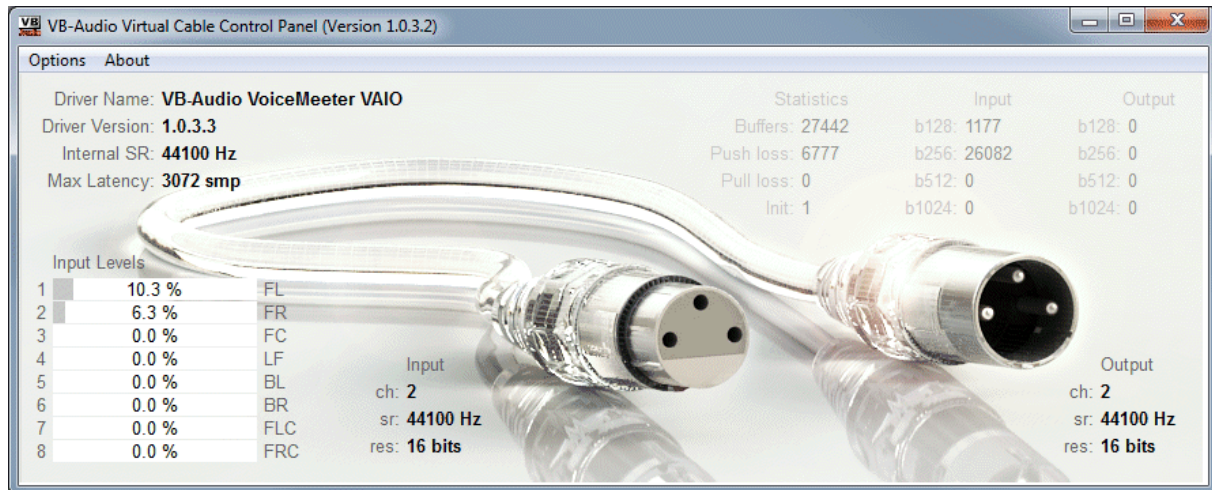 VB-Audio Virtual Cable Control Panel (Version 1.0.3.2)
Options About
Driver Name: VB-Audio VoiceMeeter VAIO
Driver Version: 1.0.3.3
Internal SR: 44100 Hz
Max Latency: 3072 smp
Statistics Input Output
Buffers: 27442 b128: 1177 b128: 0
Push loss: 6777 b256: 26082 b256: 0
Pull loss: 0 b512: 0 b512: 0
Init: 1 b1024: 0 b1024: 0
Input Levels
1 10.3 % FL
2 6.3 % FR
3 0.0 % FC
4 0.0 % LF
5 0.0 % BL
6 0.0 % BR
7 0.0 % FLC
8 0.0 % FRC
Input
ch: 2
sr: 44100 Hz
res: 16 bits
Output
ch: 2
sr: 44100 Hz
res: 16 bits